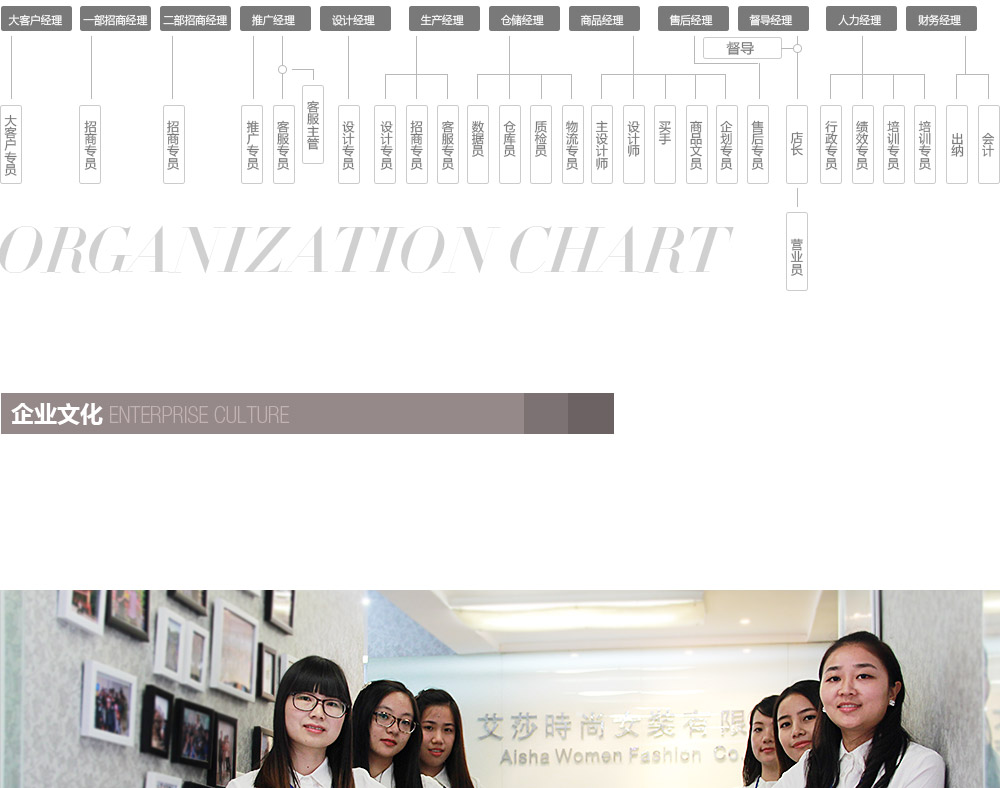 大客户经理 一部招商经理 二部招商经理 推广经理 设计经理 生产经理 仓储经理 商品经理 售后经理 督导经理 人力经理 财务经理
督导
客服主管
大客户专员 招商专员 招商专员 推广专员 客服专员 设计专员 设计专员 招商专员 客服专员 数据员 仓库员 质检员 物流专员 主设计师 设计师 买手 商品文员 企划专员 售后专员 店长 行政专员 绩效专员 培训专员 培训专员 出纳 会计
营业员
ORGANIZATION CHART
企业文化 ENTERPRISE CULTURE
艾莎時尚女装有限
Aisha Women Fashion Co.